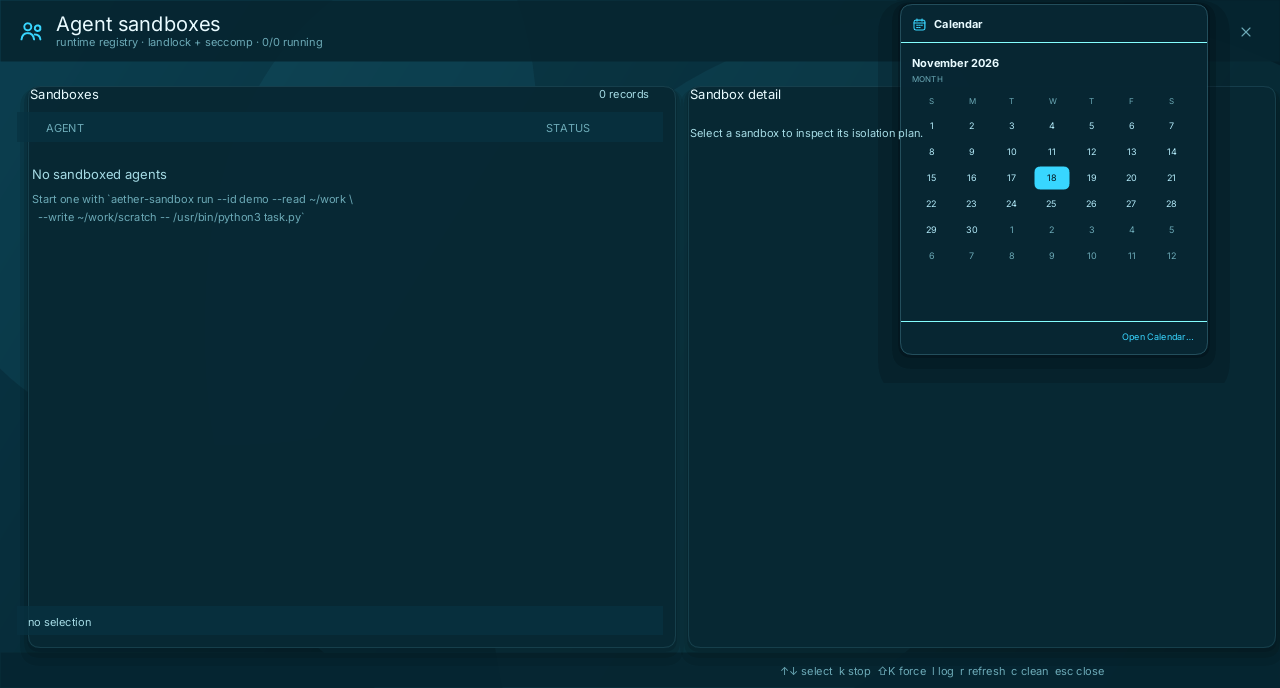 Agent sandboxes
runtime registry · landlock + seccomp · 0/0 running
Sandboxes
0 records
AGENT STATUS
No sandboxed agents
Start one with `aether-sandbox run --id demo --read ~/work \
--write ~/work/scratch -- /usr/bin/python3 task.py`
no selection
Sandbox detail
Select a sandbox to inspect its isolation plan.
Calendar
November 2026
MONTH
S M T W T F S
1 2 3 4 5 6 7
8 9 10 11 12 13 14
15 16 17 18 19 20 21
22 23 24 25 26 27 28
29 30 1 2 3 4 5
6 7 8 9 10 11 12
Open Calendar...
↑↓ select k stop ⇧K force l log r refresh c clean esc close